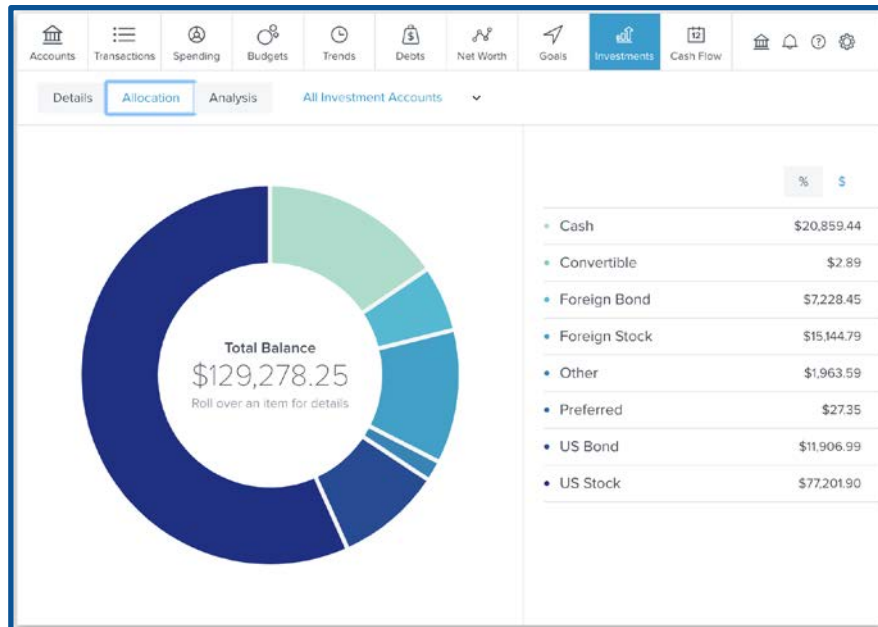 Accounts Transactions Spending Budgets Trends Debts Net Worth Goals Investments 12 Cash Flow
Details Allocation Analysis All Investment Accounts
% $
Cash $20,859.44
Convertible $2.89
Foreign Bond $7,228.45
Foreign Stock $15,144.79
Other $1,963.59
Preferred $27.35
US Bond $11,906.99
US Stock $77,201.90
Total Balance
$129,278.25
Roll over an item for details